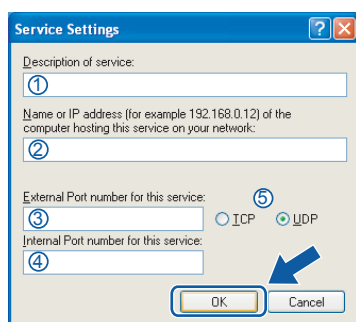 Service Settings
Description of service:
①
Name or IP address (for example 192.168.0.12) of the
computer hosting this service on your network:
②
External Port number for this service:
⑤
③
TCP
UDP
Internal Port number for this service:
④
OK
Cancel